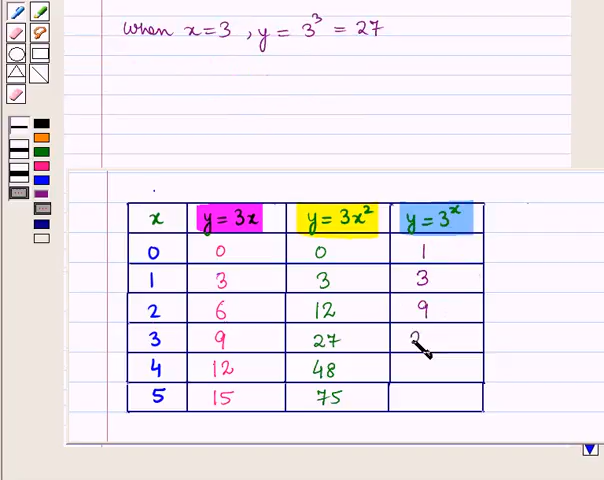 when x=3 , y = 3³ = 27
x y = 3x y = 3x² y = 3ˣ
0 0 0 1
1 3 3 3
2 6 12 9
3 9 27
4 12 48
5 15 75